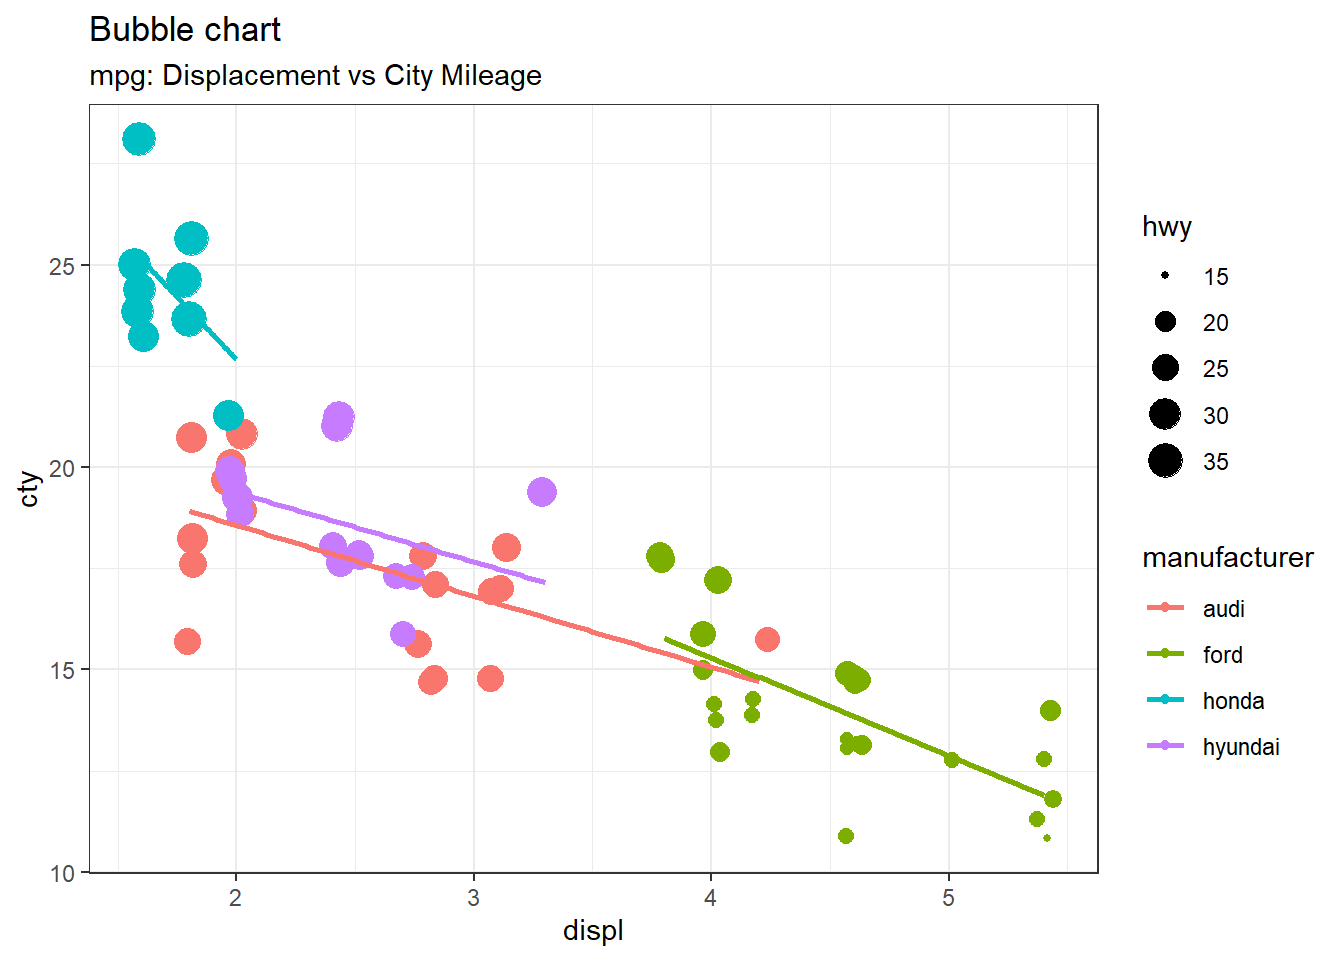 Bubble chart
mpg: Displacement vs City Mileage
25
20
15
10
cty
2
3
4
5
displ
hwy
15
20
25
30
35
manufacturer
audi
ford
honda
hyundai